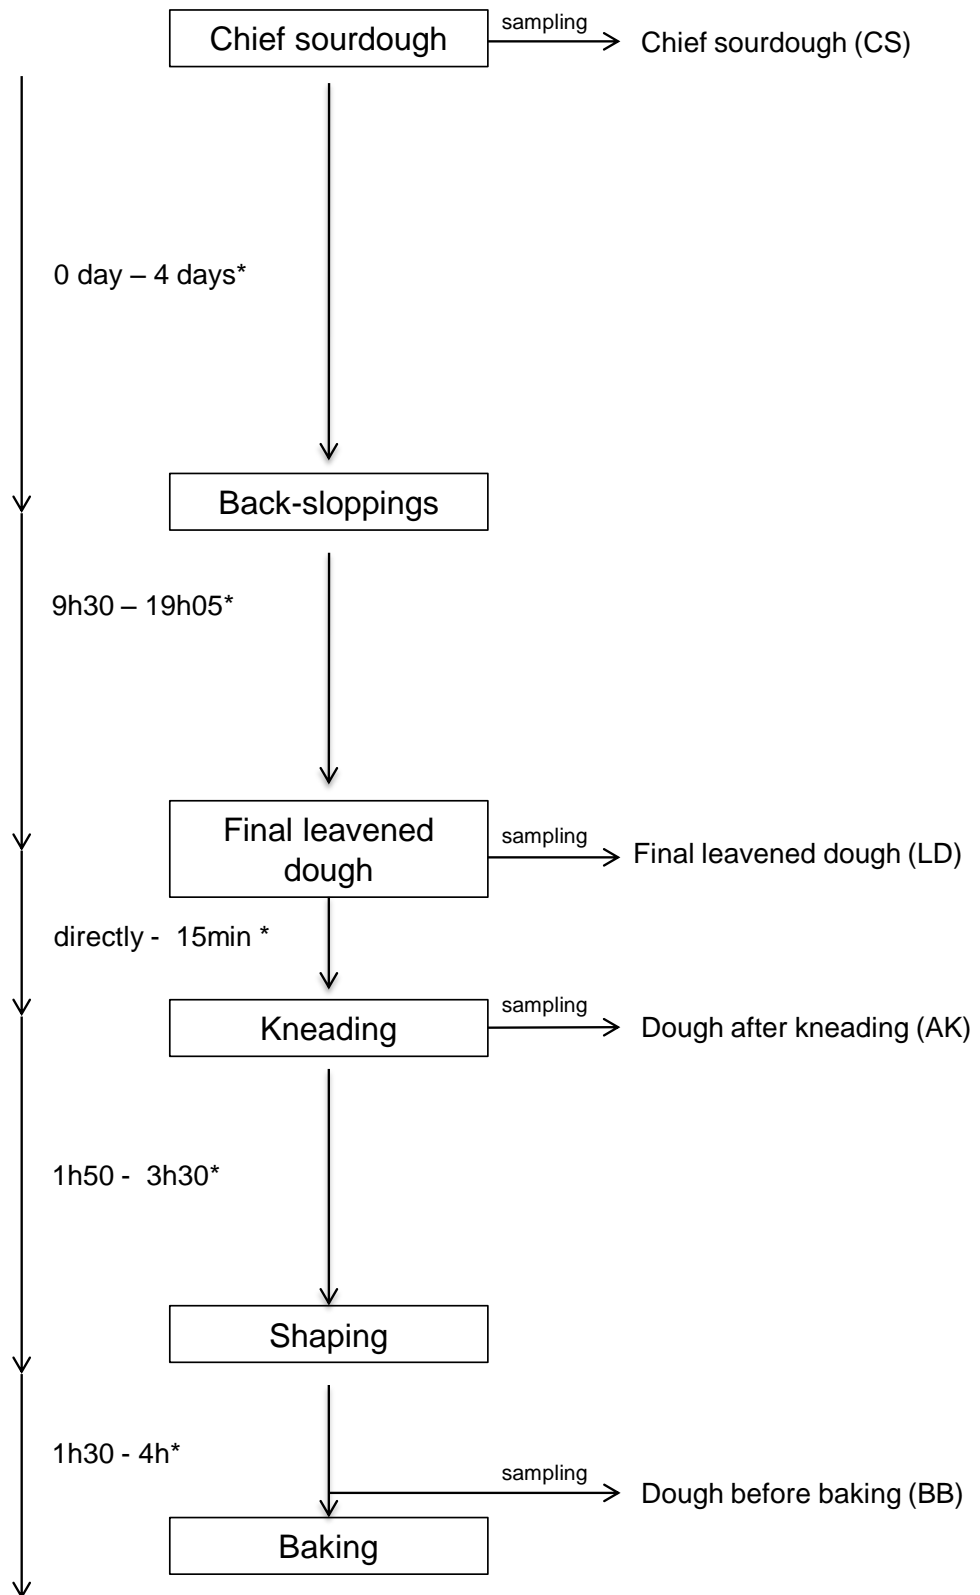 Chief sourdough
sampling
Chief sourdough (CS)
0 day – 4 days*
Back-sloppings
9h30 – 19h05*
Final leavened
dough
sampling
Final leavened dough (LD)
directly - 15min *
Kneading
sampling
Dough after kneading (AK)
1h50 - 3h30*
Shaping
1h30 - 4h*
sampling
Dough before baking (BB)
Baking